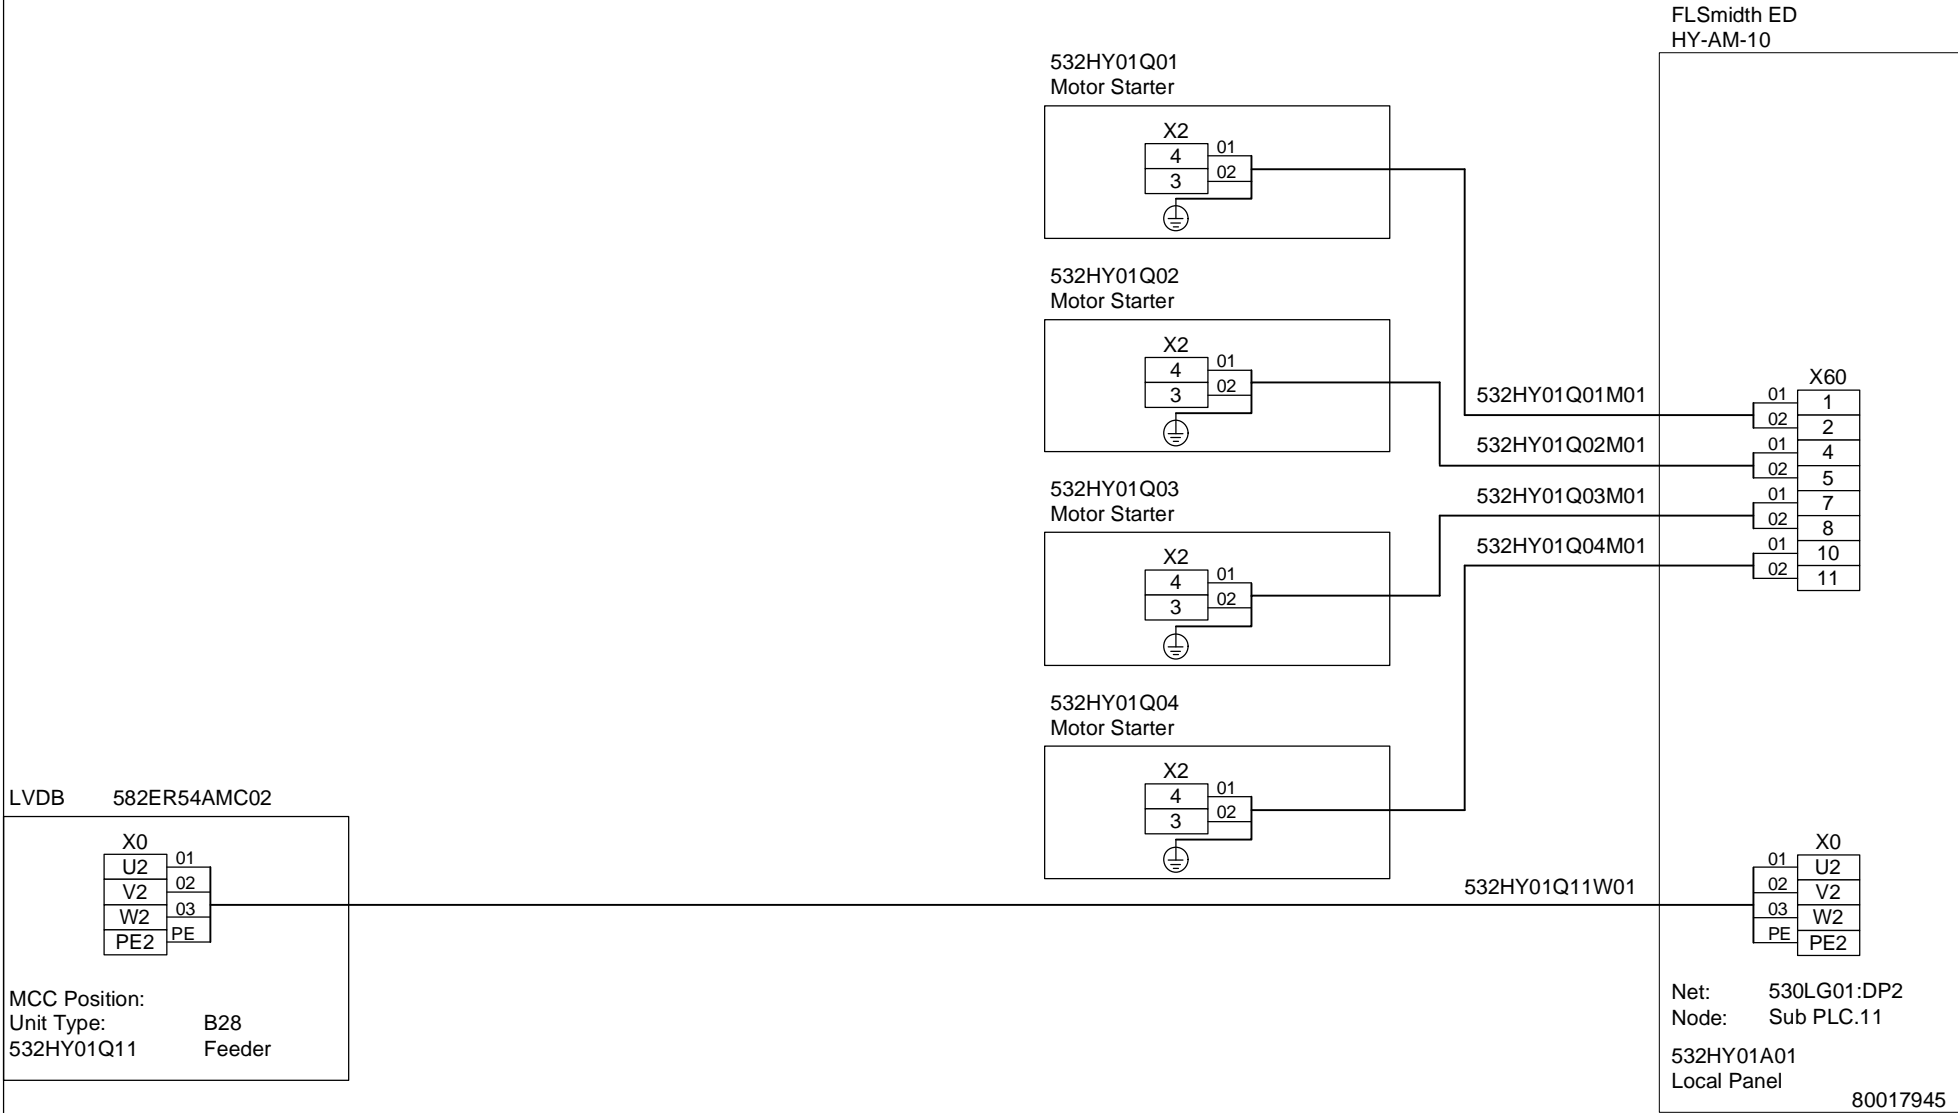 FLSmidth ED
HY-AM-10
532HY01Q01
Motor Starter
X2
4 01
3 02
532HY01Q02
Motor Starter
X2
4 01
3 02
532HY01Q03
Motor Starter
X2
4 01
3 02
532HY01Q04
Motor Starter
X2
4 01
3 02
532HY01Q01M01
532HY01Q02M01
532HY01Q03M01
532HY01Q04M01
X60
01 1
02 2
01 4
02 5
01 7
02 8
01 10
02 11
LVDB 582ER54AMC02
X0
U2 01
V2 02
W2 03
PE2 PE
MCC Position:
Unit Type: B28
532HY01Q11 Feeder
532HY01Q11W01
X0
01 U2
02 V2
03 W2
PE PE2
Net: 530LG01:DP2
Node: Sub PLC.11
532HY01A01
Local Panel
80017945